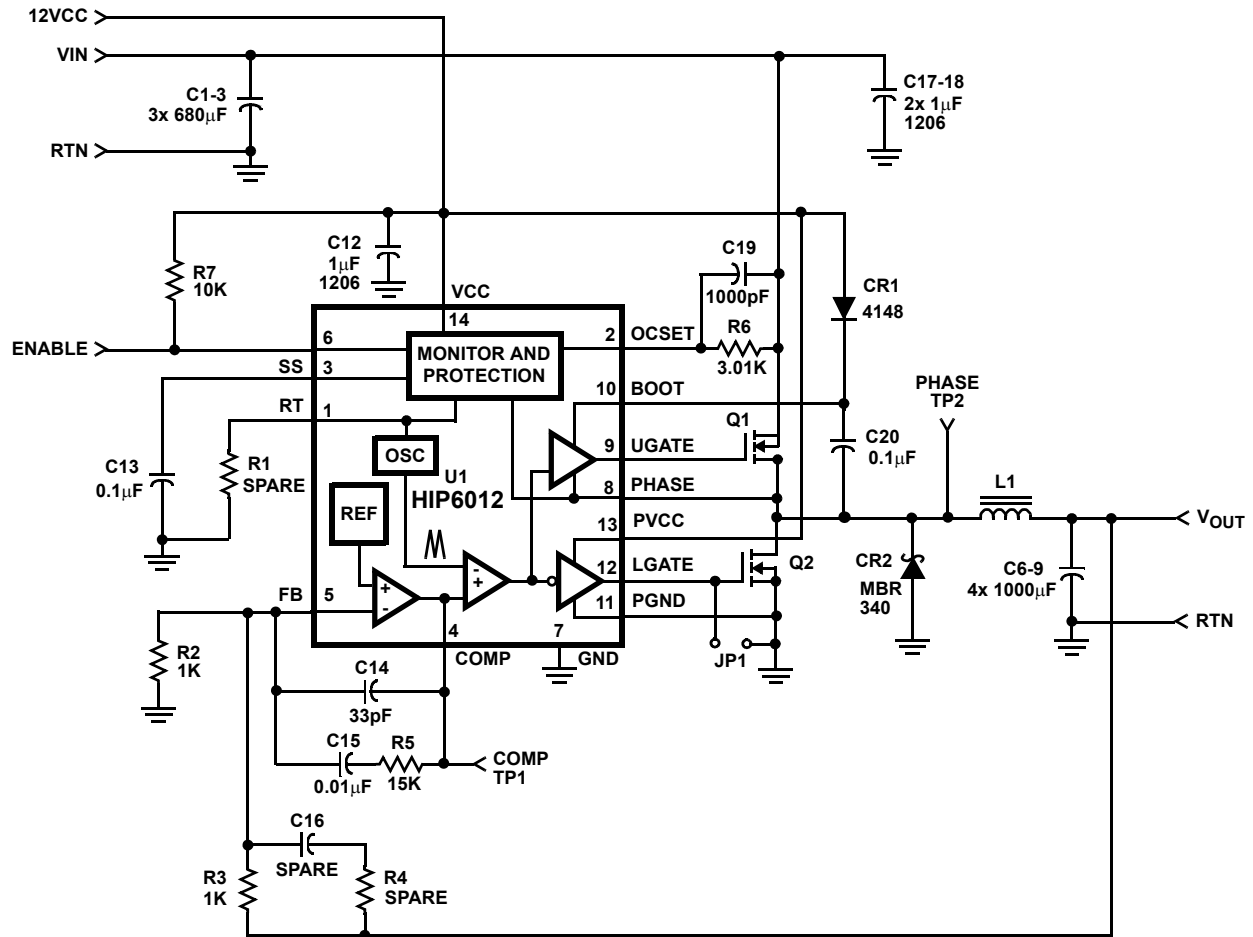 12VCC
VIN
C1-3
3x 680μF
RTN
C17-18
2x 1μF
1206
C12
1μF
1206
R7
10K
VCC
14
C19
1000pF
CR1
4148
ENABLE
6
MONITOR AND
PROTECTION
2
OCSET
R6
3.01K
SS
3
10
BOOT
PHASE
TP2
RT
1
Q1
C13
0.1μF
R1
SPARE
OSC
U1
HIP6012
9
UGATE
C20
0.1μF
8
PHASE
L1
REF
13
PVCC
VOUT
-
+
12
LGATE
Q2
CR2
MBR
340
C6-9
4x 1000μF
FB
5
+
-
11
PGND
RTN
4
COMP
7
GND
JP1
R2
1K
C14
33pF
C15
0.01μF
R5
15K
COMP
TP1
C16
SPARE
R3
1K
R4
SPARE